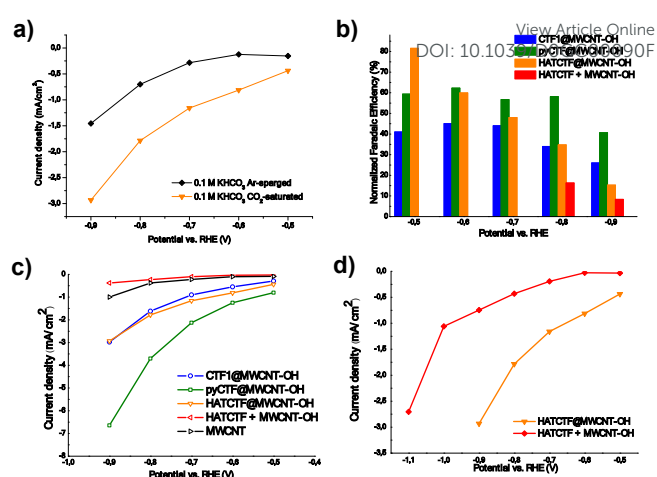 a)
0,0
-0,5
-1,0
-1,5
-2,0
-2,5
-3,0
Current density (mA/cm²)
0.1 M KHCO₃ Ar-sparged
0.1 M KHCO₃ CO₂-saturated
-0,9 -0,8 -0,7 -0,6 -0,5
Potential vs. RHE (V)
b)
View Article Online
CTF1@MWCNT-OH
pyCTF@MWCNT-OH
HATCTF@MWCNT-OH
HATCTF + MWCNT-OH
80
70
60
50
40
30
20
10
0
Normalized Faradaic Efficiency (%)
-0,5 -0,6 -0,7 -0,8 -0,9
Potential vs. RHE
c)
0
-1
-2
-3
-4
-5
-6
-7
-8
Current density (mA/cm²)
CTF1@MWCNT-OH
pyCTF@MWCNT-OH
HATCTF@MWCNT-OH
HATCTF + MWCNT-OH
MWCNT
-1,0 -0,9 -0,8 -0,7 -0,6 -0,5 -0,4
Potential vs. RHE (V)
d)
0,0
-0,5
-1,0
-1,5
-2,0
-2,5
-3,0
-3,5
Current density (mA/cm²)
HATCTF@MWCNT-OH
HATCTF + MWCNT-OH
-1,1 -1,0 -0,9 -0,8 -0,7 -0,6 -0,5
Potential vs. RHE (V)